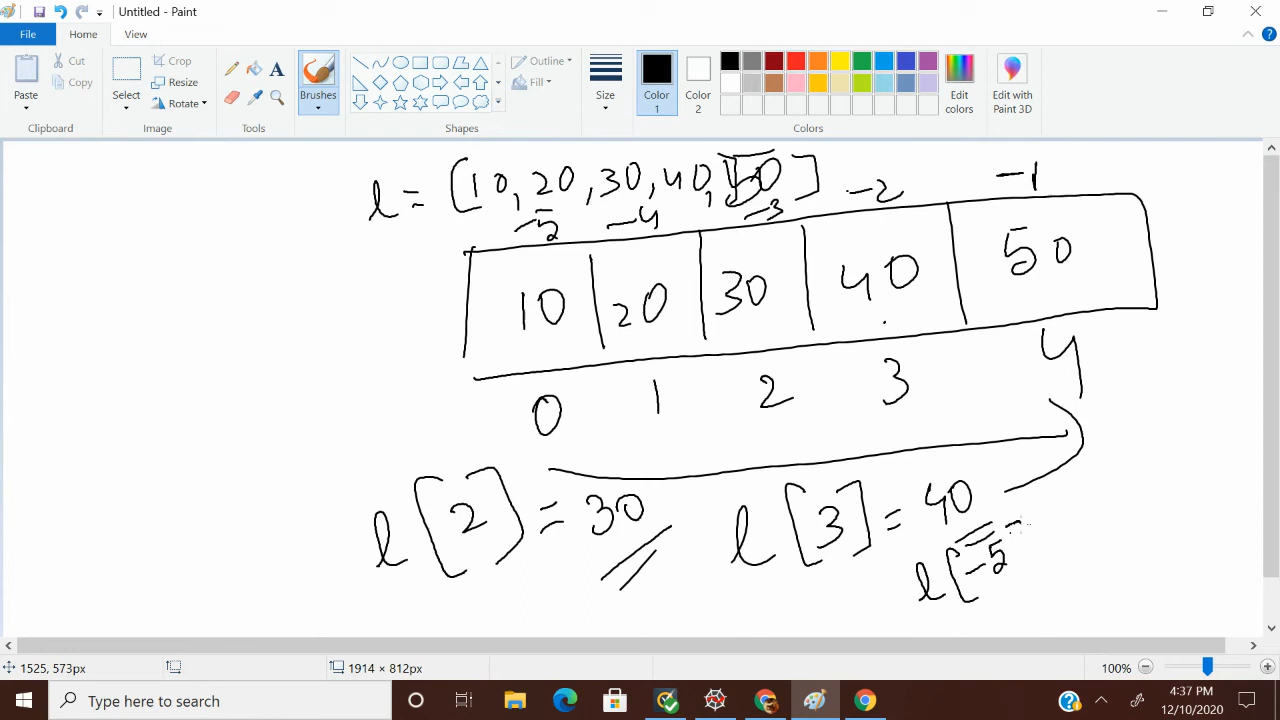 Untitled - Paint
File Home View
Cut
Copy
Paste
Clipboard
Select
Crop
Resize
Rotate
Image
Tools
Brushes
Outline
Fill
Shapes
Size
Color 1
Color 2
Edit colors
Edit with Paint 3D
Colors
l = [10, 20, 30, 40, 50]
-5 -4 -3 -2 -1
10 20 30 40 50
0 1 2 3 4
l[2] = 30
l[3] = 40
l[-5
1525, 573px
1914 × 812px
100%
Type here to search
4:37 PM
12/10/2020